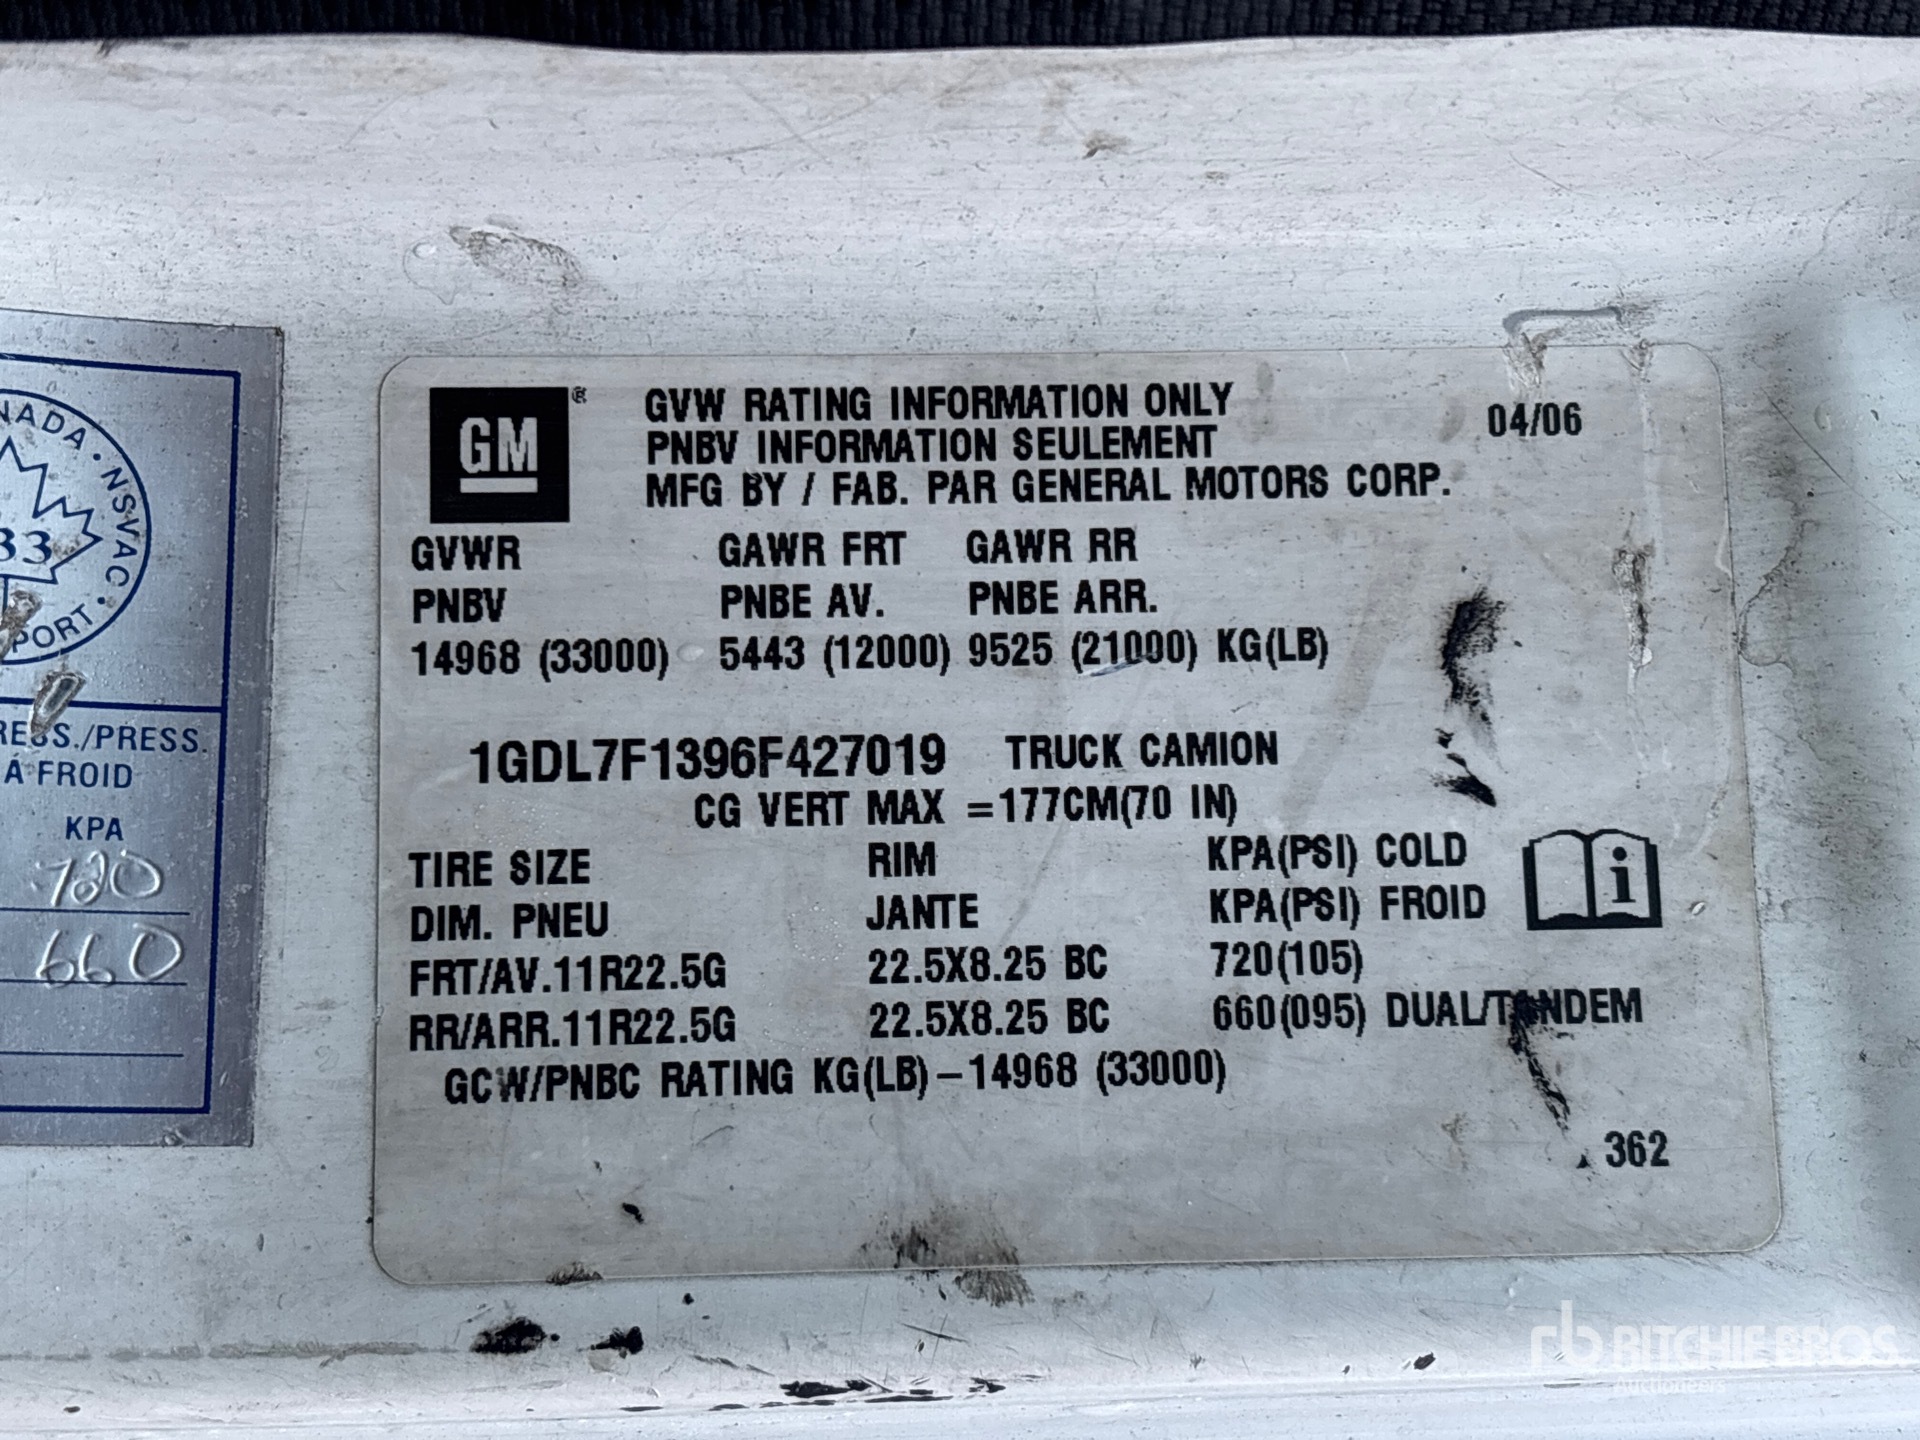 NADA · NSVAC ·
33
PORT
PRESS./PRESS.
À FROID
KPA
720
660
GM®
GVW RATING INFORMATION ONLY
PNBV INFORMATION SEULEMENT
MFG BY / FAB. PAR GENERAL MOTORS CORP.
04/06
GVWR GAWR FRT GAWR RR
PNBV PNBE AV. PNBE ARR.
14968 (33000) 5443 (12000) 9525 (21000) KG(LB)
1GDL7F1396F427019 TRUCK CAMION
CG VERT MAX =177CM(70 IN)
TIRE SIZE RIM KPA(PSI) COLD
DIM. PNEU JANTE KPA(PSI) FROID
FRT/AV.11R22.5G 22.5X8.25 BC 720(105)
RR/ARR.11R22.5G 22.5X8.25 BC 660(095) DUAL/TANDEM
GCW/PNBC RATING KG(LB)–14968 (33000)
362
rb RITCHIE BROS
Auctioneers